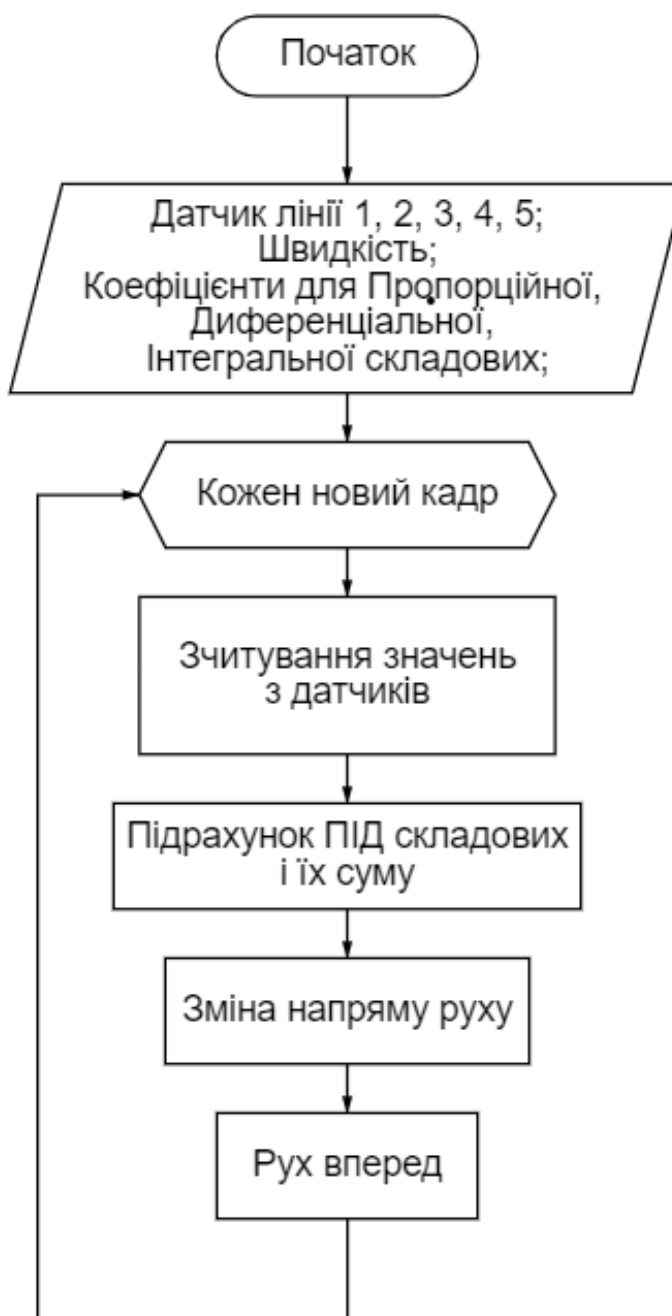 Початок
Датчик лінії 1, 2, 3, 4, 5;
Швидкість;
Коефіцієнти для Пропорційної,
Диференціальної,
Інтегральної складових;
Кожен новий кадр
Зчитування значень
з датчиків
Підрахунок ПІД складових
і їх суму
Зміна напряму руху
Рух вперед